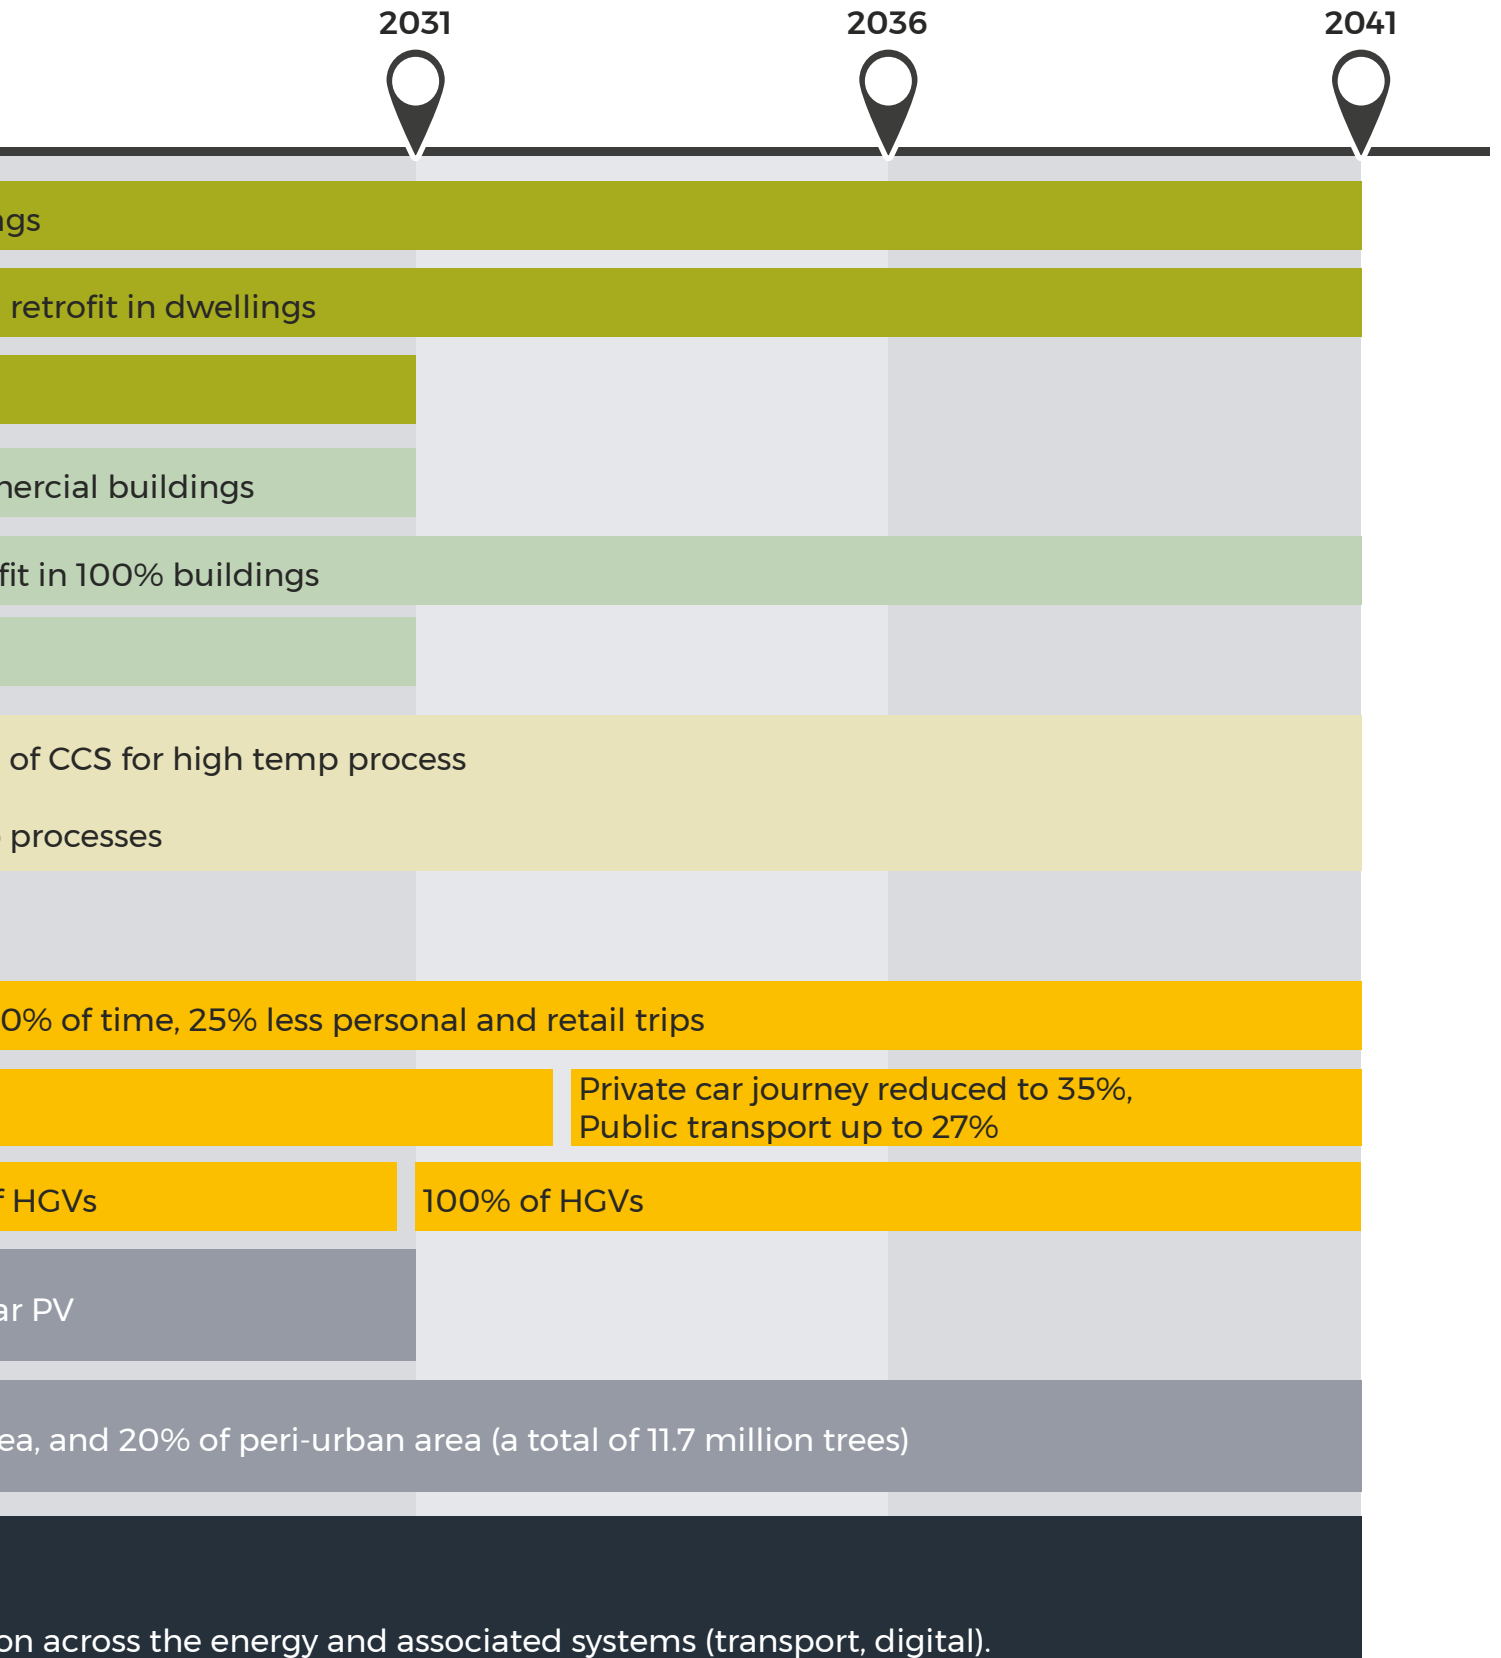 2031 2036 2041
ngs
retrofit in dwellings
mercial buildings
fit in 100% buildings
of CCS for high temp process
processes
0% of time, 25% less personal and retail trips
Private car journey reduced to 35%,
Public transport up to 27%
f HGVs
100% of HGVs
ar PV
ea, and 20% of peri-urban area (a total of 11.7 million trees)
on across the energy and associated systems (transport, digital).